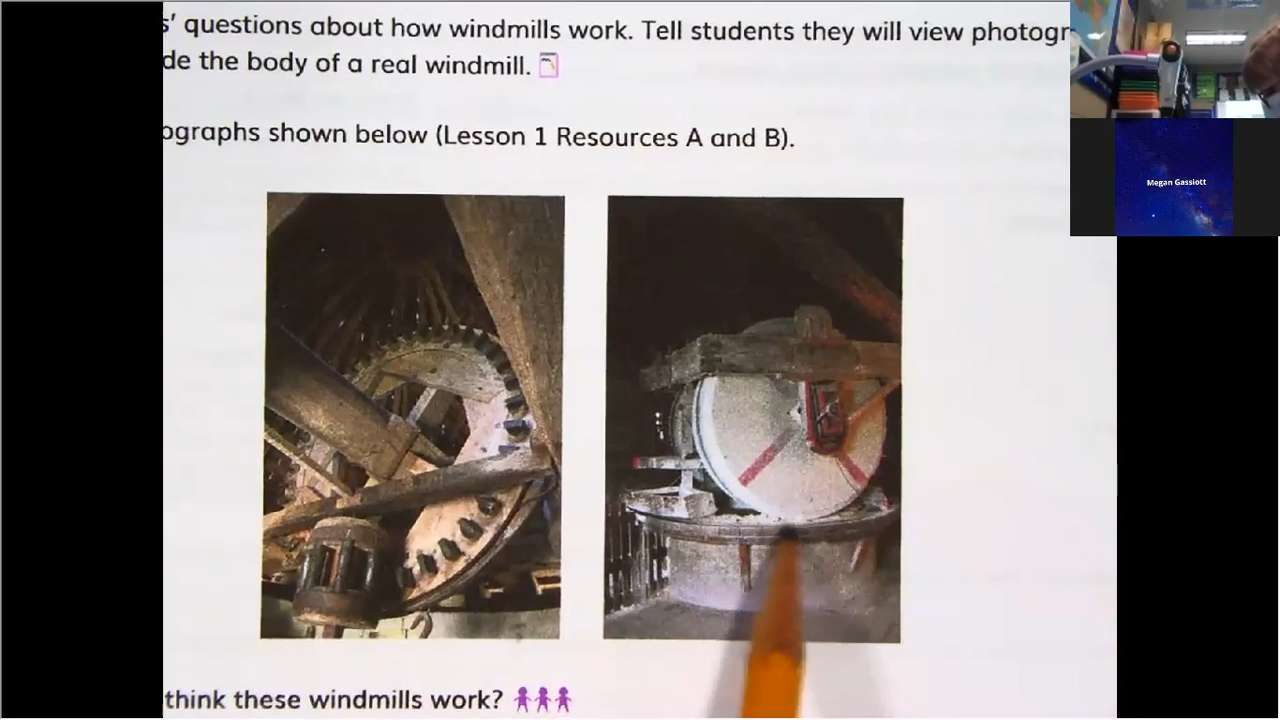 s' questions about how windmills work. Tell students they will view photogr
de the body of a real windmill.
ographs shown below (Lesson 1 Resources A and B).
think these windmills work?
Megan Gassiott